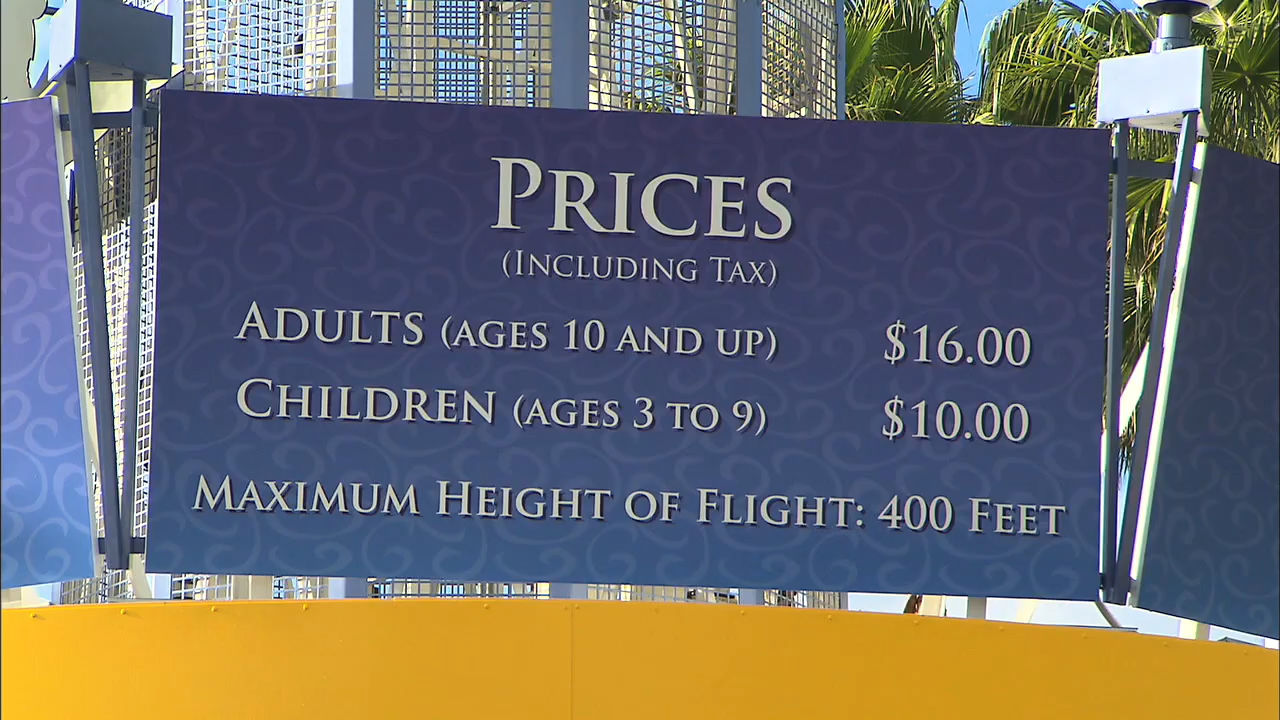 PRICES
(INCLUDING TAX)
ADULTS (AGES 10 AND UP) $16.00
CHILDREN (AGES 3 TO 9) $10.00
MAXIMUM HEIGHT OF FLIGHT: 400 FEET